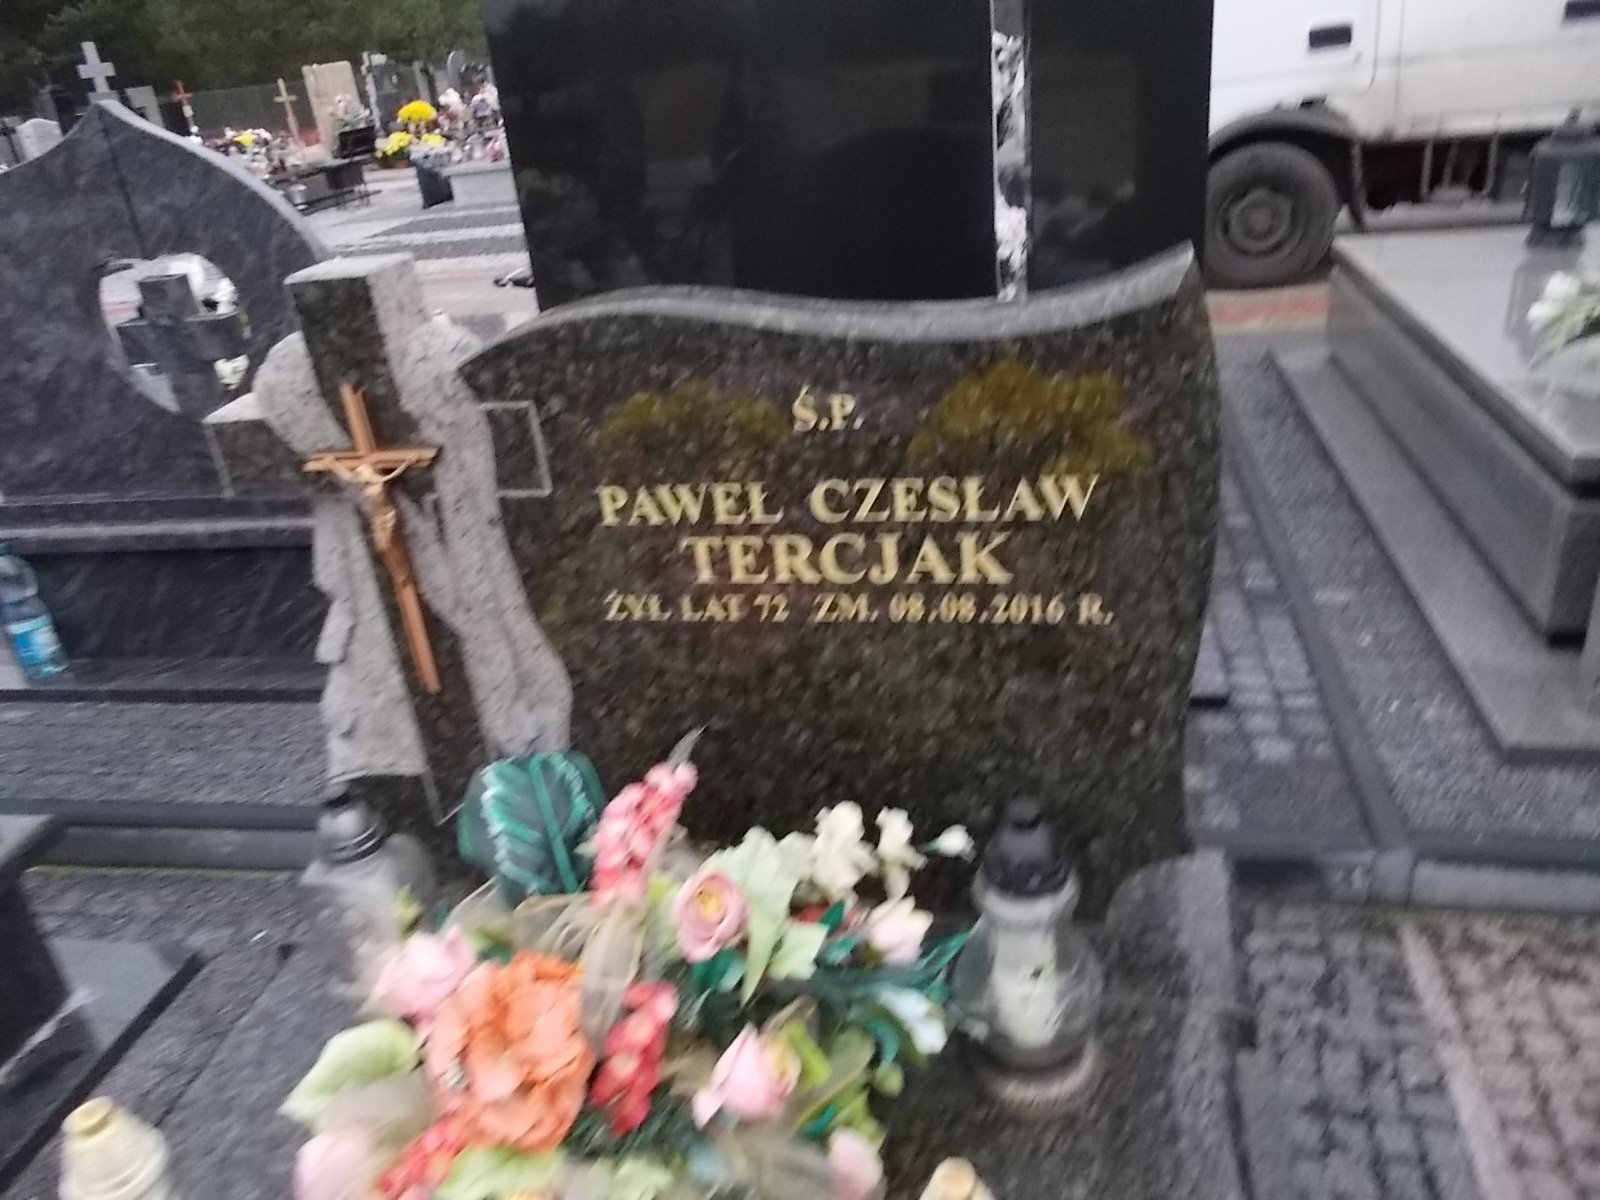 Ś.P.
PAWEŁ CZESŁAW
TERCJAK
ŻYŁ LAT 72 ZM. 08.08.2016 R.